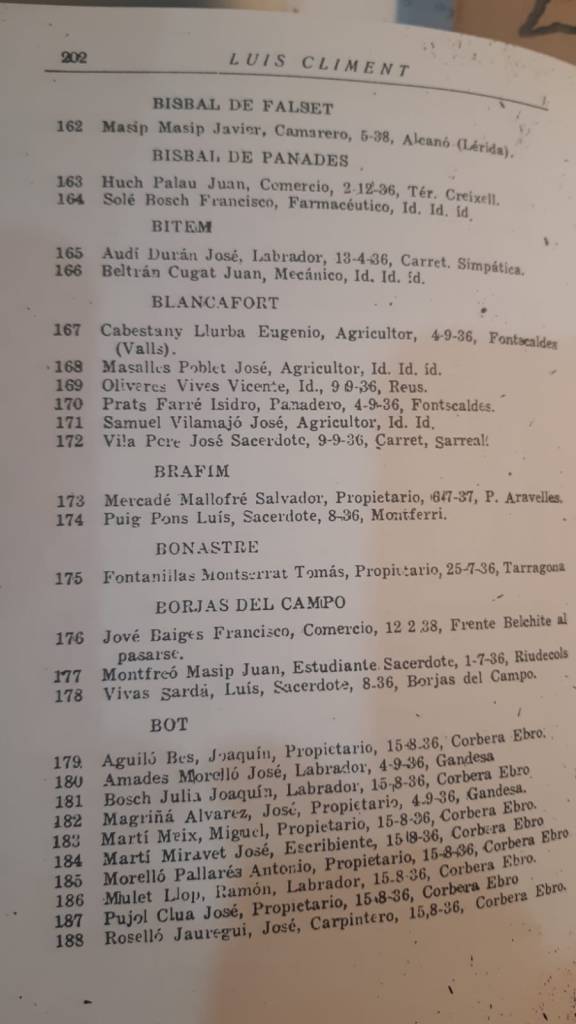 202
LUIS CLIMENT
BISBAL DE FALSET
162 Masip Masip Javier, Camarero, 5-38, Alcanó (Lérida).
BISBAL DE PANADES
163 Huch Palau Juan, Comercio, 2-12-36, Tér. Creixell.
164 Solé Bosch Francisco, Farmacéutico, Id. Id. íd
BITEM
165 Audí Durán José, Labrador, 13-4-36, Carret. Simpática.
166 Beltrán Cugat Juan, Mecánico, Id. Id. íd.
BLANCAFORT
167 Cabestany Llurba Eugenio, Agricultor, 4-9-36, Fontscaldes
(Valls).
168 Masalles Poblet José, Agricultor, Id. Id. íd.
169 Oliveres Vives Vicente, Id., 9-9-36, Reus.
170 Prats Farré Isidro, Panadero, 4-9-36, Fontscaldes.
171 Samuel Vilamajó José, Agricultor, Id. Id.
172 Vila Pere José Sacerdote, 9-9-36, Carret, Sarreal.
BRAFIM
173 Mercadé Mallofré Salvador, Propietario, 6-7-37, P. Aravelles.
174 Puig Pons Luís, Sacerdote, 8-36, Montferri.
BONASTRE
175 Fontanillas Montserrat Tomás, Propietario, 25-7-36, Tarragona
BORJAS DEL CAMPO
176 Jové Baiges Francisco, Comercio, 12 2 38, Frente Belchite al
pasarse.
177 Montfreó Masip Juan, Estudiante Sacerdote, 1-7-36, Riudecols
178 Vivas Sardá, Luís, Sacerdote, 8-36, Borjas del Campo.
BOT
179 Aguiló Bes, Joaquín, Propietario, 15-8-36, Corbera Ebro.
180 Amades Morelló José, Labrador, 4-9-36, Gandesa
181 Bosch Julia Joaquín, Labrador, 15-8-36, Corbera Ebro
182 Magriñá Alvarez, José, Propietario, 4-9-36, Gandesa.
183 Martí Meix, Miguel, Propietario, 15-8-36, Corbera Ebro.
184 Martí Miravet José, Escribiente, 15-8-36, Corbera Ebro
185 Morelló Pallarés Antonio, Propietario, 15-8-36, Corbera Ebro
186 Mulet Llop, Ramón, Labrador, 15-8-36, Corbera Ebro.
187 Pujol Clua José, Propietario, 15-8-36, Corbera Ebro
188 Roselló Jauregui, José, Carpintero, 15,8-36, Corbera Ebro.